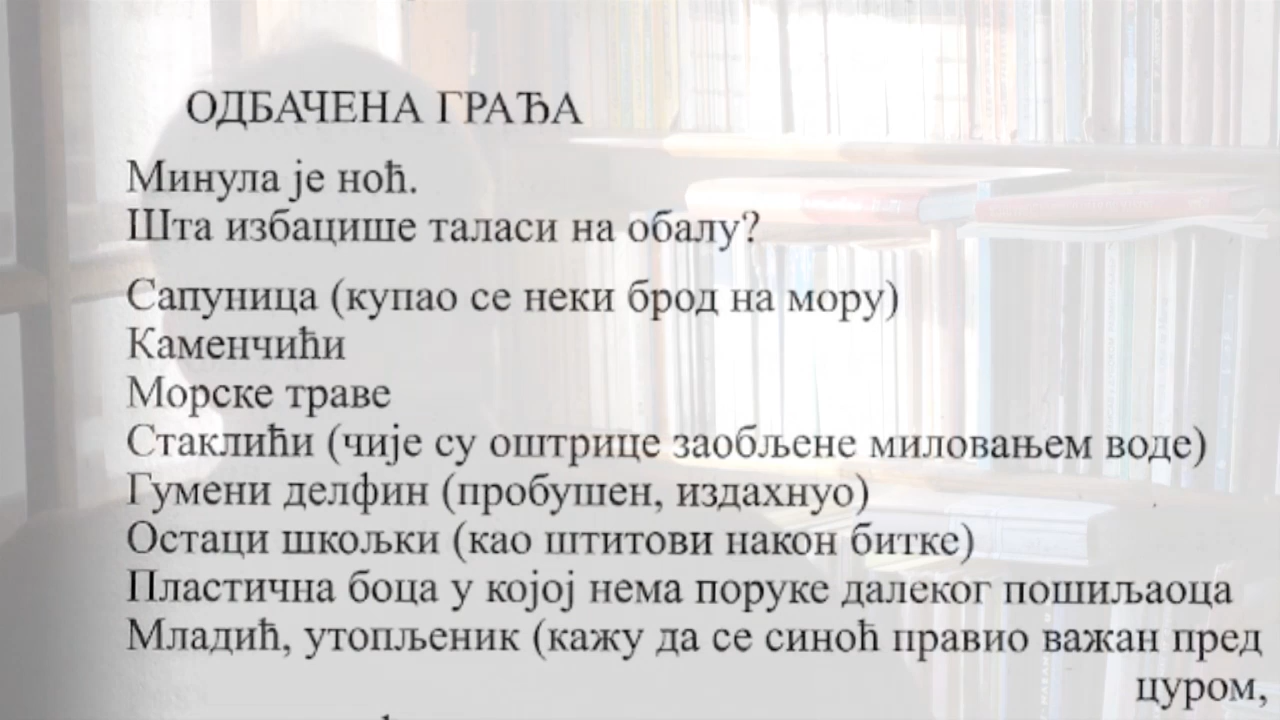 ОДБАЧЕНА ГРАЂА
Минула је ноћ.
Шта избацише таласи на обалу?
Сапуница (купао се неки брод на мору)
Каменчићи
Морске траве
Стаклићи (чије су оштрице заобљене миловањем воде)
Гумени делфин (пробушен, издахнуо)
Остаци шкољки (као штитови након битке)
Пластична боца у којој нема поруке далеког пошиљаоца
Младић, утопљеник (кажу да се синоћ правио важан пред
цуром,